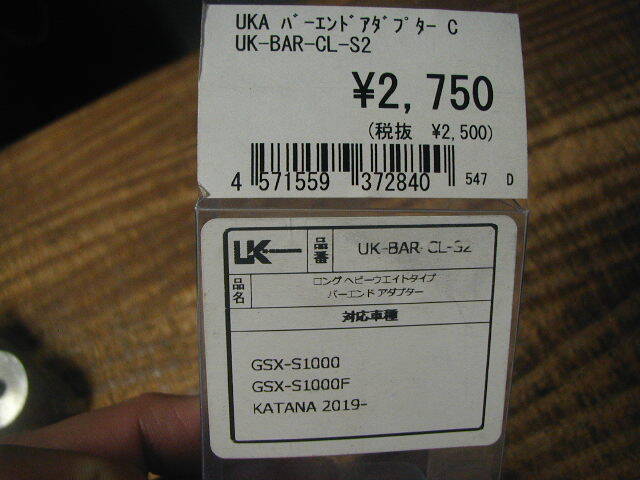 UKA ﾊﾞｰｴﾝﾄﾞｱﾀﾞﾌﾟﾀｰ C
UK-BAR-CL-S2
¥2,750
(税抜 ¥2,500)
4 571559 372840 547 D
UK 品番 UK-BAR-CL-S2
品名 ロングヘビーウエイトタイプ
バーエンドアダプター
対応車種
GSX-S1000
GSX-S1000F
KATANA 2019-